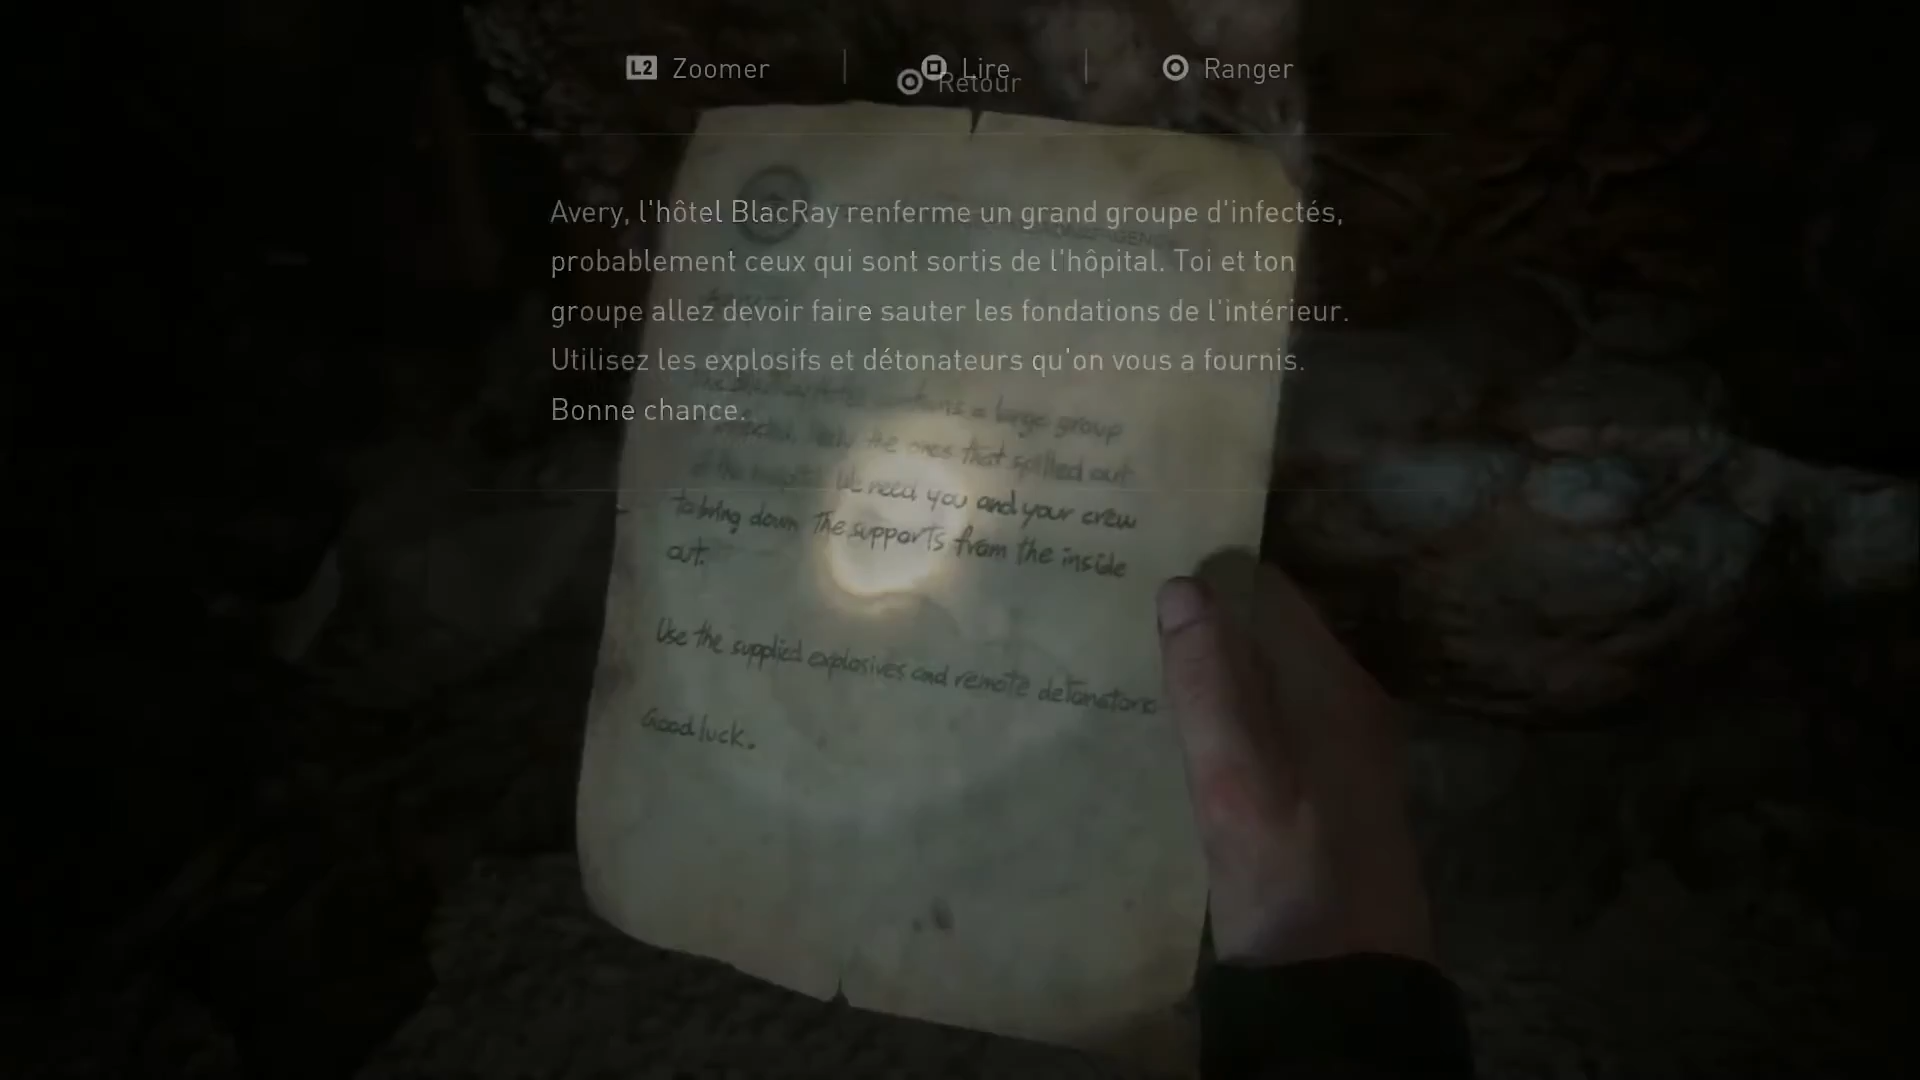 L2 Zoomer
Lire
Ranger
Retour
Avery, l'hôtel BlacRay renferme un grand groupe d'infectés,
probablement ceux qui sont sortis de l'hôpital. Toi et ton
groupe allez devoir faire sauter les fondations de l'intérieur.
Utilisez les explosifs et détonateurs qu'on vous a fournis.
Bonne chance.
a large group
the ones that spilled out
We need you and your crew
to bring down the supports from the inside
out.
Use the supplied explosives and remote detonators
Good luck.